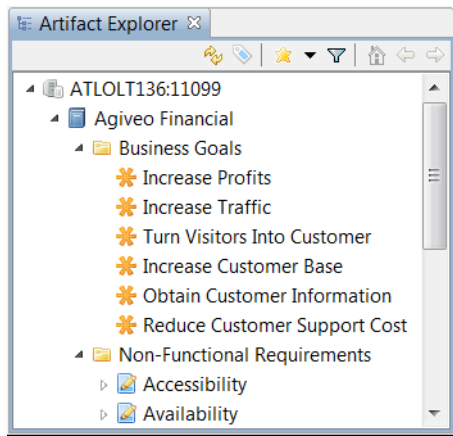 Artifact Explorer
ATLOLT136:11099
Agiveo Financial
Business Goals
Increase Profits
Increase Traffic
Turn Visitors Into Customer
Increase Customer Base
Obtain Customer Information
Reduce Customer Support Cost
Non-Functional Requirements
Accessibility
Availability